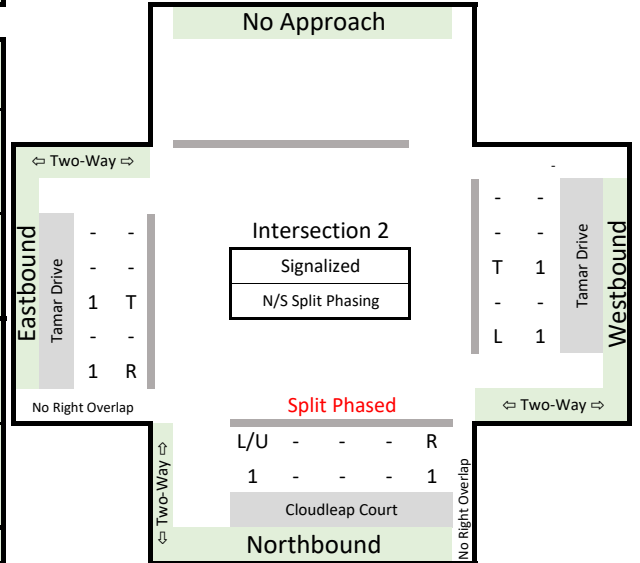 No Approach
⇦ Two-Way ⇨
-
Eastbound
Tamar Drive
- -
- -
1 T
- -
1 R
No Right Overlap
Intersection 2
Signalized
N/S Split Phasing
- -
- -
T 1
- -
L 1
Tamar Drive
Westbound
⇦ Two-Way ⇨
Split Phased
L/U - - - R
1 - - - 1
Cloudleap Court
Northbound
⇦ Two-Way ⇨
No Right Overlap